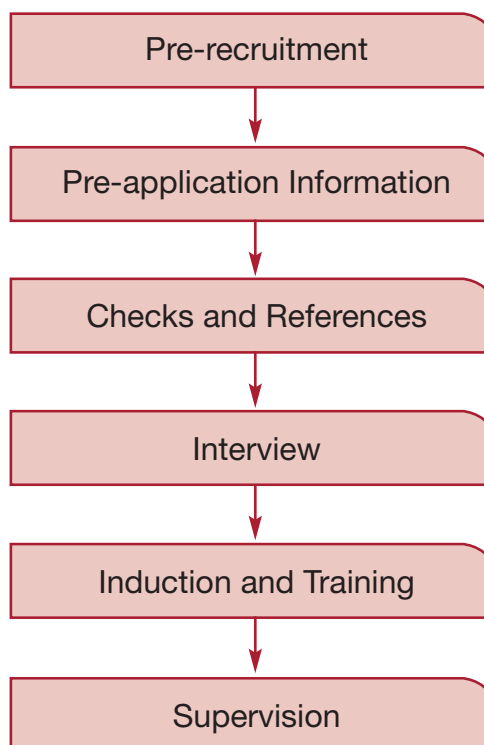 Pre-recruitment
Pre-application Information
Checks and References
Interview
Induction and Training
Supervision